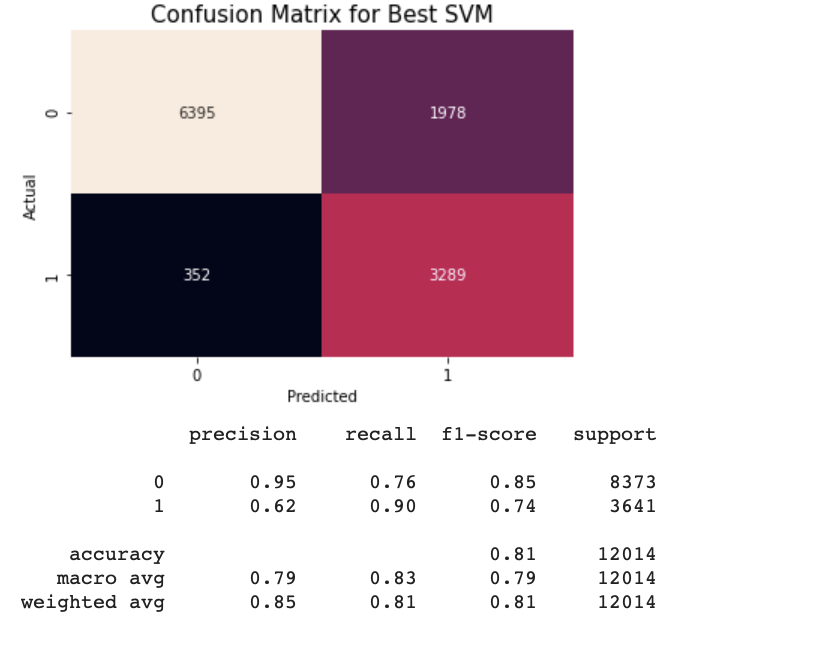 Confusion Matrix for Best SVM
0
6395 1978
Actual
1
352 3289
0 1
Predicted
precision recall f1-score support
0 0.95 0.76 0.85 8373
1 0.62 0.90 0.74 3641
accuracy 0.81 12014
macro avg 0.79 0.83 0.79 12014
weighted avg 0.85 0.81 0.81 12014